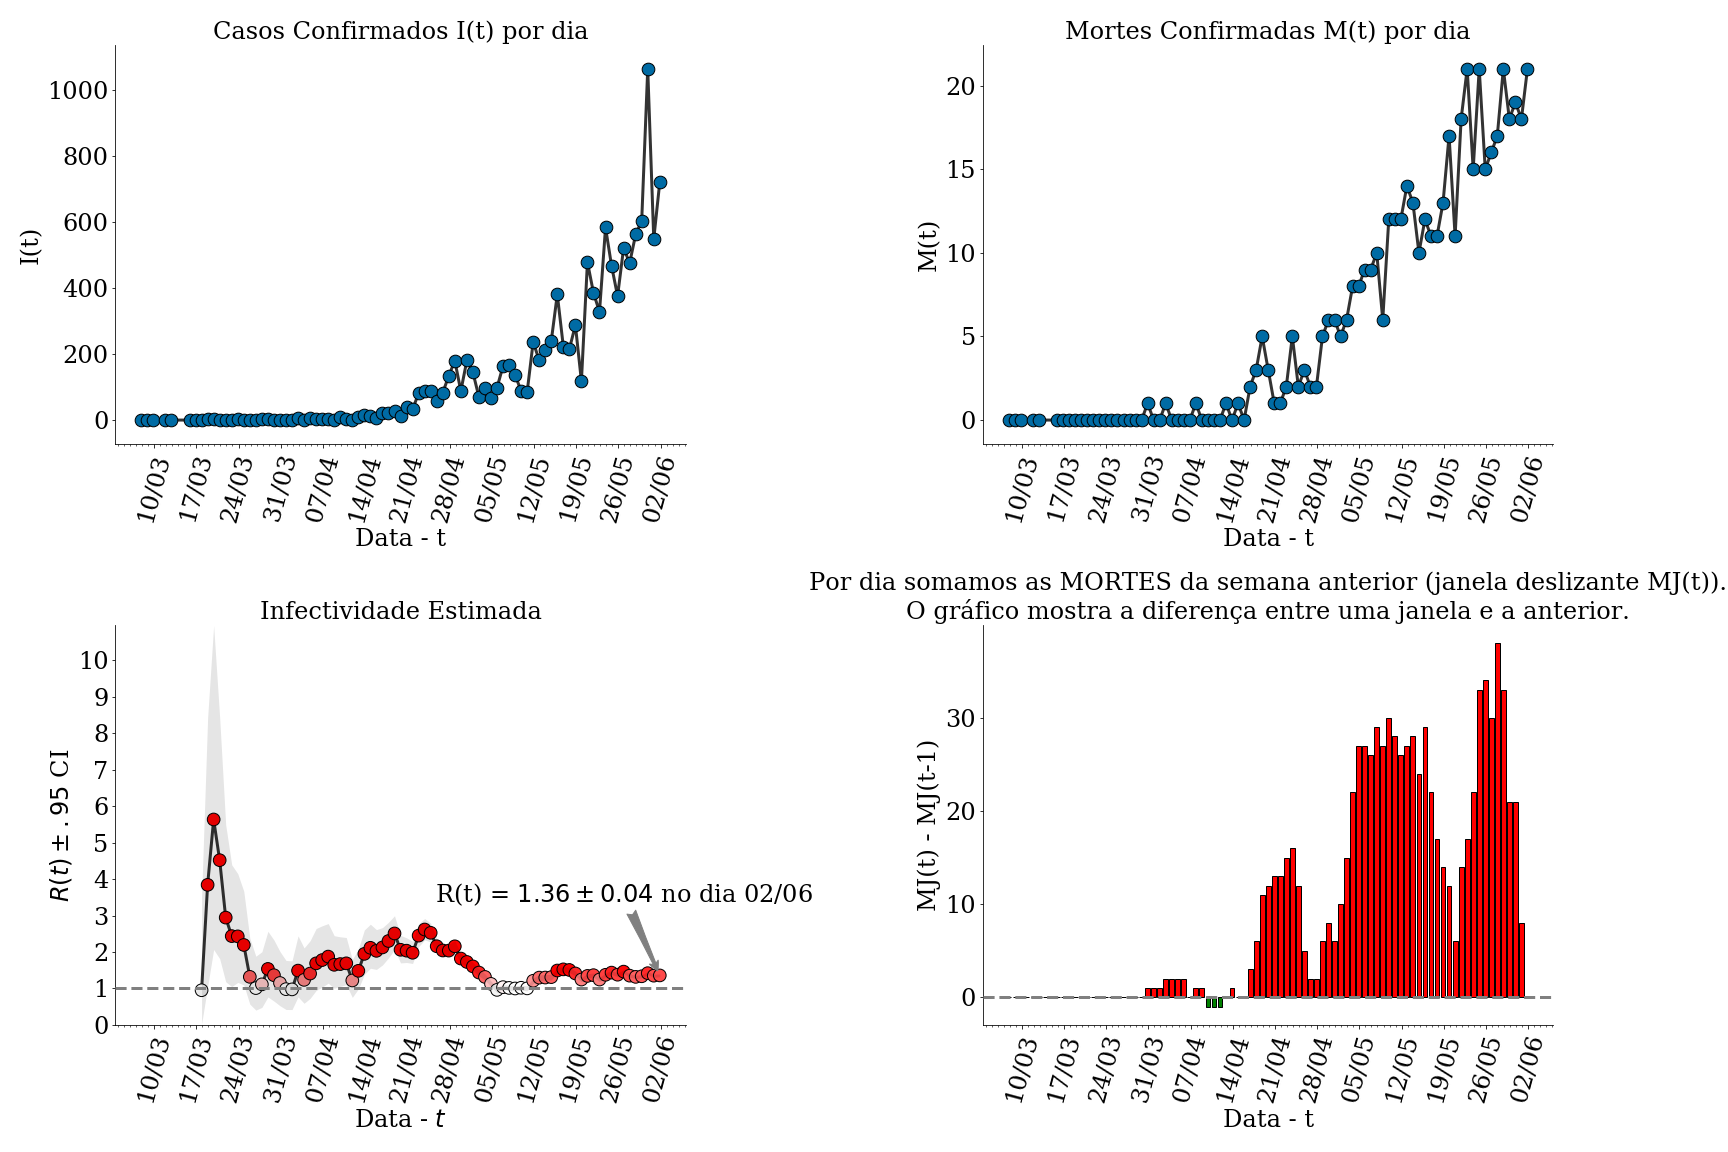 Casos Confirmados I(t) por dia
I(t)
1000
800
600
400
200
0
10/03 17/03 24/03 31/03 07/04 14/04 21/04 28/04 05/05 12/05 19/05 26/05 02/06
Data - t
Mortes Confirmadas M(t) por dia
M(t)
20
15
10
5
0
10/03 17/03 24/03 31/03 07/04 14/04 21/04 28/04 05/05 12/05 19/05 26/05 02/06
Data - t
Infectividade Estimada
R(t) ± .95 CI
10
9
8
7
6
5
4
3
2
1
0
R(t) = 1.36 ± 0.04 no dia 02/06
10/03 17/03 24/03 31/03 07/04 14/04 21/04 28/04 05/05 12/05 19/05 26/05 02/06
Data - t
Por dia somamos as MORTES da semana anterior (janela deslizante MJ(t)).
O gráfico mostra a diferença entre uma janela e a anterior.
MJ(t) - MJ(t-1)
30
20
10
0
10/03 17/03 24/03 31/03 07/04 14/04 21/04 28/04 05/05 12/05 19/05 26/05 02/06
Data - t